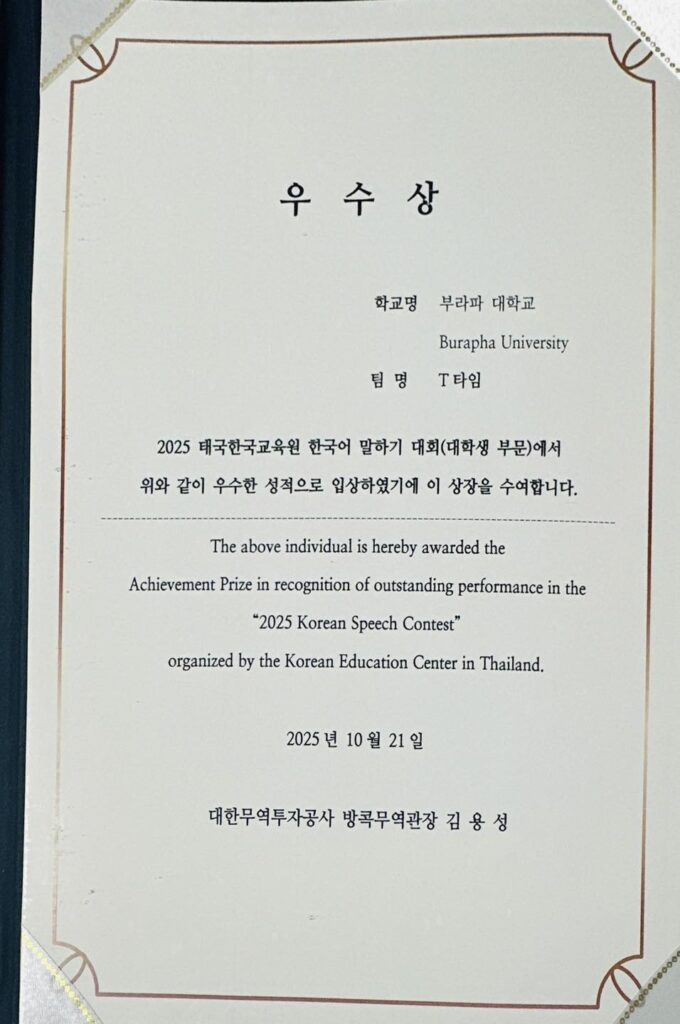 우 수 상
학교명 부라파 대학교
Burapha University
팀 명 T타임
2025 태국한국교육원 한국어 말하기 대회(대학생 부문)에서
위와 같이 우수한 성적으로 입상하였기에 이 상장을 수여합니다.
The above individual is hereby awarded the
Achievement Prize in recognition of outstanding performance in the
“2025 Korean Speech Contest”
organized by the Korean Education Center in Thailand.
2025년 10월 21일
대한무역투자공사 방콕무역관장 김 용 성